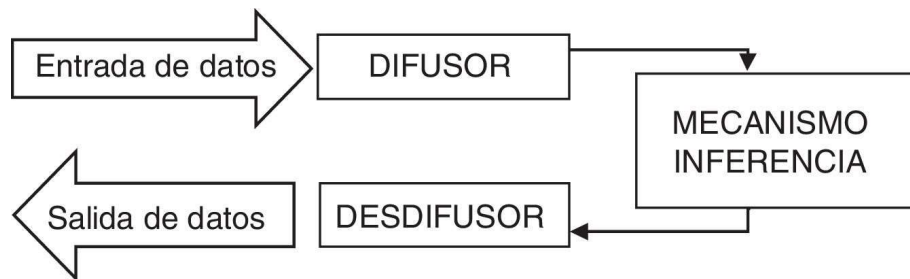 Entrada de datos
DIFUSOR
MECANISMO
INFERENCIA
Salida de datos
DESDIFUSOR